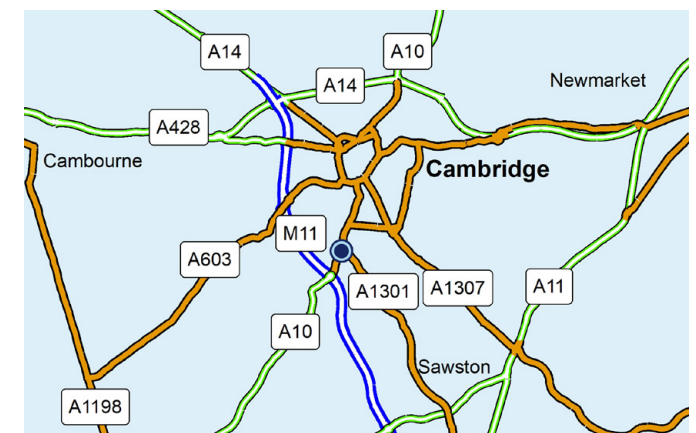 A14
A10
A14
Newmarket
A428
Cambourne
Cambridge
M11
A603
A1301
A1307
A11
A10
Sawston
A1198